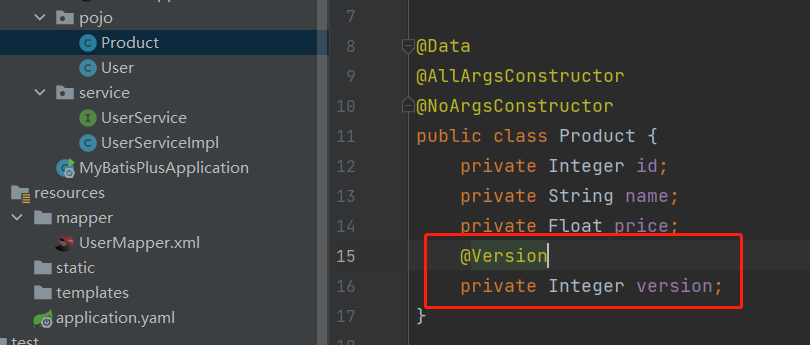 pojo
Product
User
service
UserService
UserServiceImpl
MyBatisPlusApplication
resources
mapper
UserMapper.xml
static
templates
application.yaml
test
7
8 @Data
9 @AllArgsConstructor
10 @NoArgsConstructor
11 public class Product {
12 private Integer id;
13 private String name;
14 private Float price;
15 @Version
16 private Integer version;
17 }
18